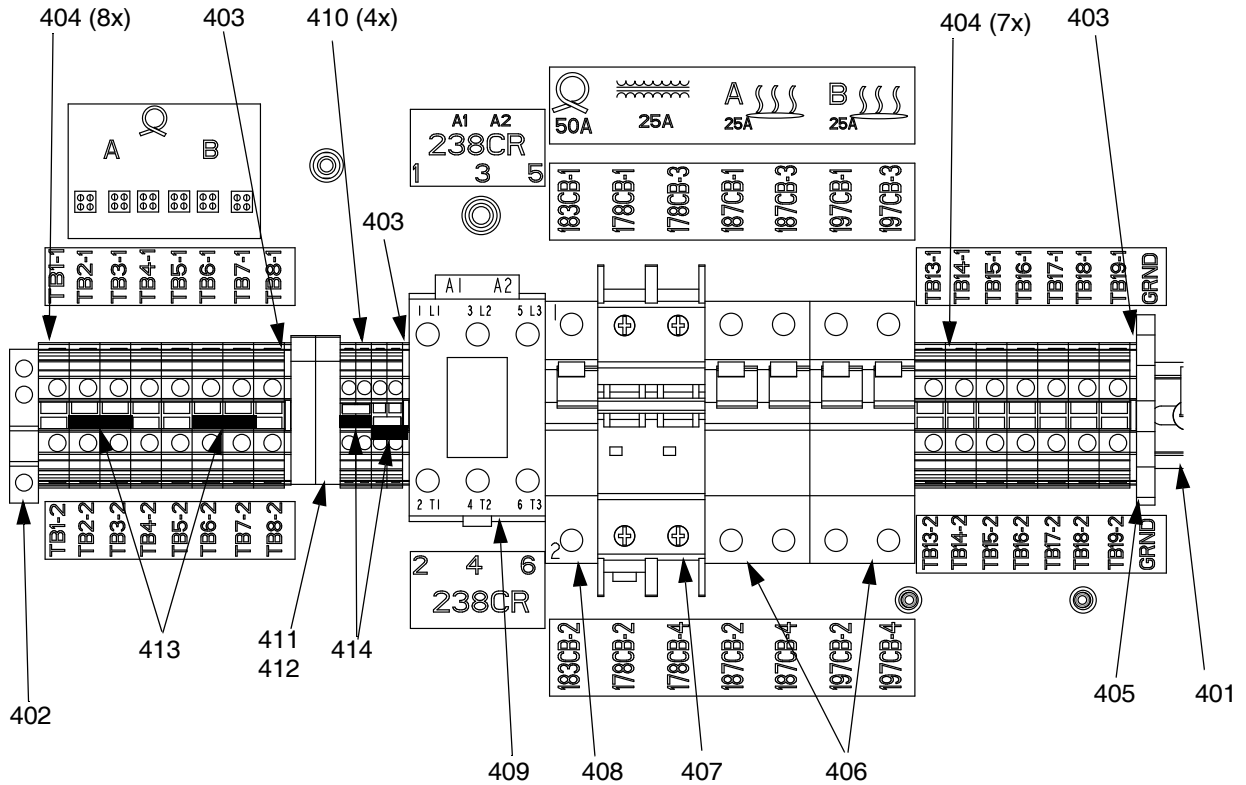 404 (8x)
403
410 (4x)
404 (7x)
403
A B
A1 A2
238CR
1 3 5
50A
25A
A
25A
B
25A
183CB-1
178CB-1
178CB-3
187CB-1
187CB-3
197CB-1
197CB-3
403
TB1-1
TB2-1
TB3-1
TB4-1
TB5-1
TB6-1
TB7-1
TB8-1
TB13-1
TB14-1
TB15-1
TB16-1
TB17-1
TB18-1
TB19-1
GRND
A1 A2
1 L1 3 L2 5 L3
1
2 T1 4 T2 6 T3
2
TB1-2
TB2-2
TB3-2
TB4-2
TB5-2
TB6-2
TB7-2
TB8-2
TB13-2
TB14-2
TB15-2
TB16-2
TB17-2
TB18-2
TB19-2
GRND
2 4 6
238CR
183CB-2
178CB-2
178CB-4
187CB-2
187CB-4
197CB-2
197CB-4
413
411
412
414
402
405
401
409
408
407
406